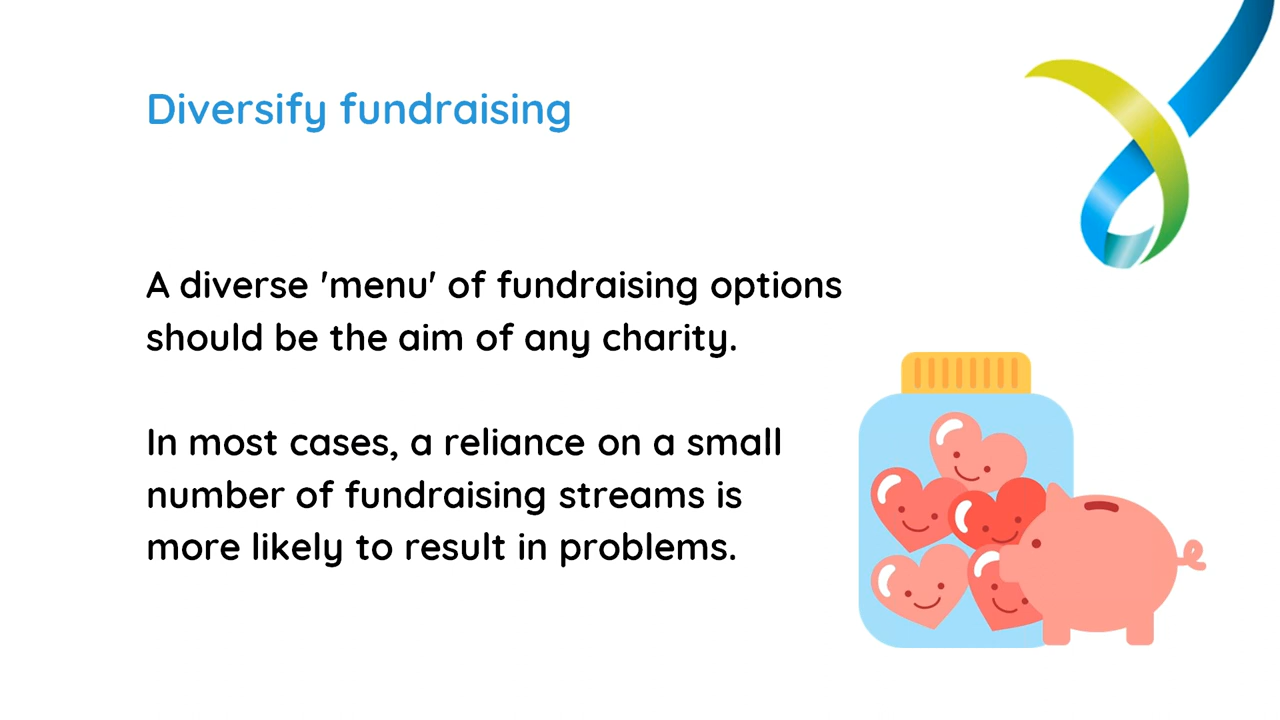 Diversify fundraising
A diverse 'menu' of fundraising options
should be the aim of any charity.
In most cases, a reliance on a small
number of fundraising streams is
more likely to result in problems.